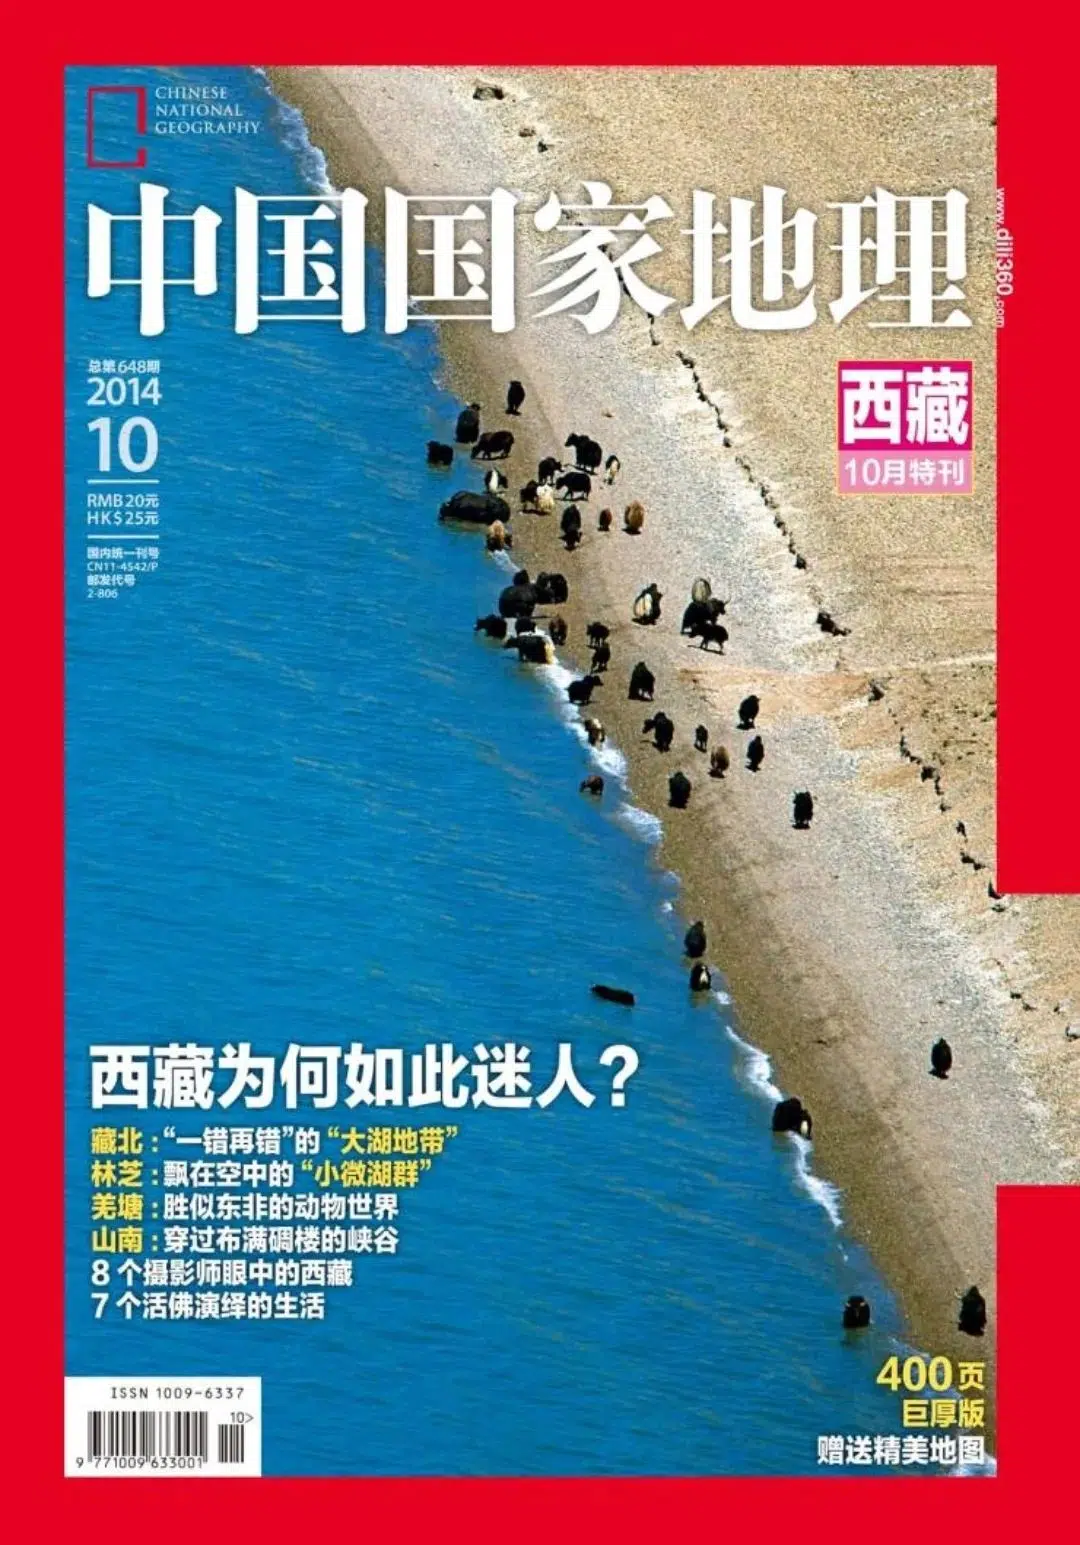 CHINESE
NATIONAL
GEOGRAPHY
中国国家地理
www.dili360.com
总第648期
2014
10
RMB 20元
HK$ 25元
国内统一刊号
CN11-4542/P
邮发代号
2-806
西藏
10月特刊
西藏为何如此迷人?
藏北:“一错再错”的“大湖地带”
林芝:飘在空中的“小微湖群”
羌塘:胜似东非的动物世界
山南:穿过布满碉楼的峡谷
8个摄影师眼中的西藏
7个活佛演绎的生活
400页
巨厚版
赠送精美地图
ISSN 1009-6337
10>
9 771009 633001